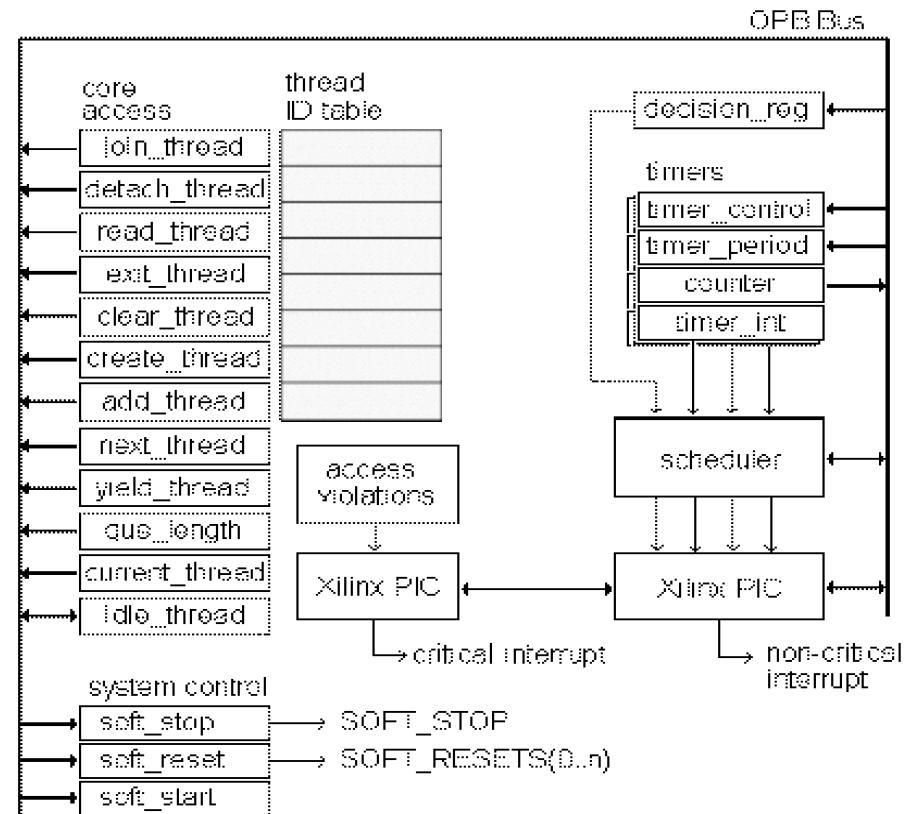 OPB Bus
core
access
join_thread
detach_thread
read_thread
exit_thread
clear_thread
create_thread
add_thread
next_thread
yield_thread
que_length
current_thread
idle_thread
thread
ID table
decision_reg
timers
timer_control
timer_period
counter
timer_int
scheduler
access
violations
Xilinx PIC
Xilinx PIC
critical interrupt
non-critical
interrupt
system control
soft_stop
SOFT_STOP
soft_reset
SOFT_RESETS(0..n)
soft_start